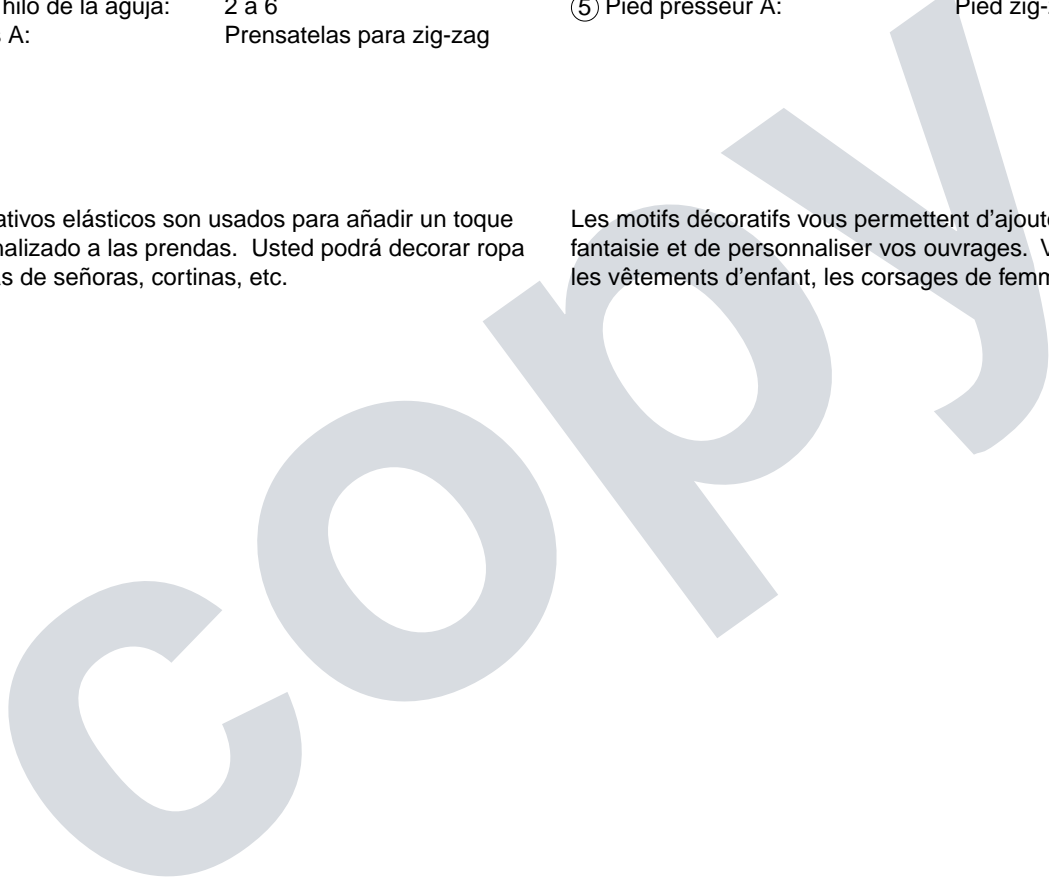 hilo de la aguja: 2 a 6
A: Prensatelas para zig-zag
ativos elásticos son usados para añadir un toque
nalizado a las prendas. Usted podrá decorar ropa
s de señoras, cortinas, etc.
⑤ Pied presseur A: Pied zig-
Les motifs décoratifs vous permettent d'ajoute
fantaisie et de personnaliser vos ouvrages. V
les vêtements d'enfant, les corsages de femm
copy